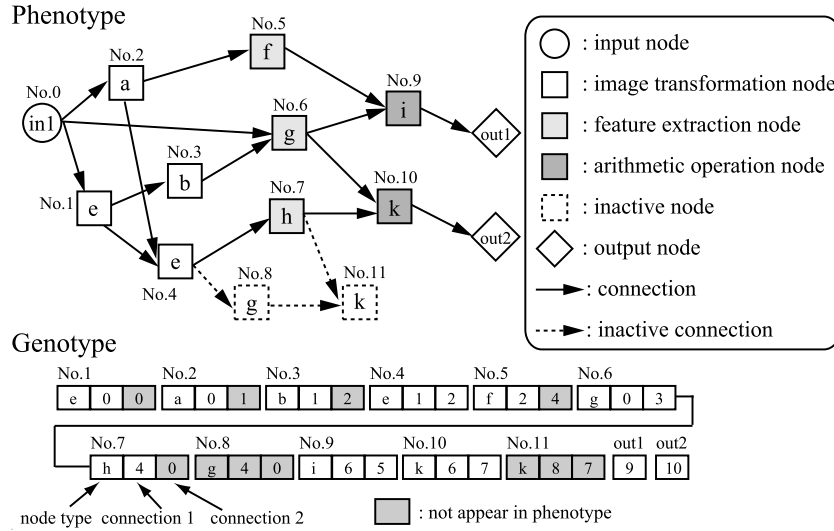 Phenotype
No.0
in1
No.2
a
No.5
f
No.9
i
out1
No.6
g
No.3
b
No.1
e
No.10
k
out2
No.7
h
e
No.4
No.8
g
No.11
k
: input node
: image transformation node
: feature extraction node
: arithmetic operation node
: inactive node
: output node
: connection
: inactive connection
Genotype
No.1 No.2 No.3 No.4 No.5 No.6
e 0 0 a 0 1 b 1 2 e 1 2 f 2 4 g 0 3
No.7 No.8 No.9 No.10 No.11 out1 out2
h 4 0 g 4 0 i 6 5 k 6 7 k 8 7 9 10
node type connection 1 connection 2 : not appear in phenotype